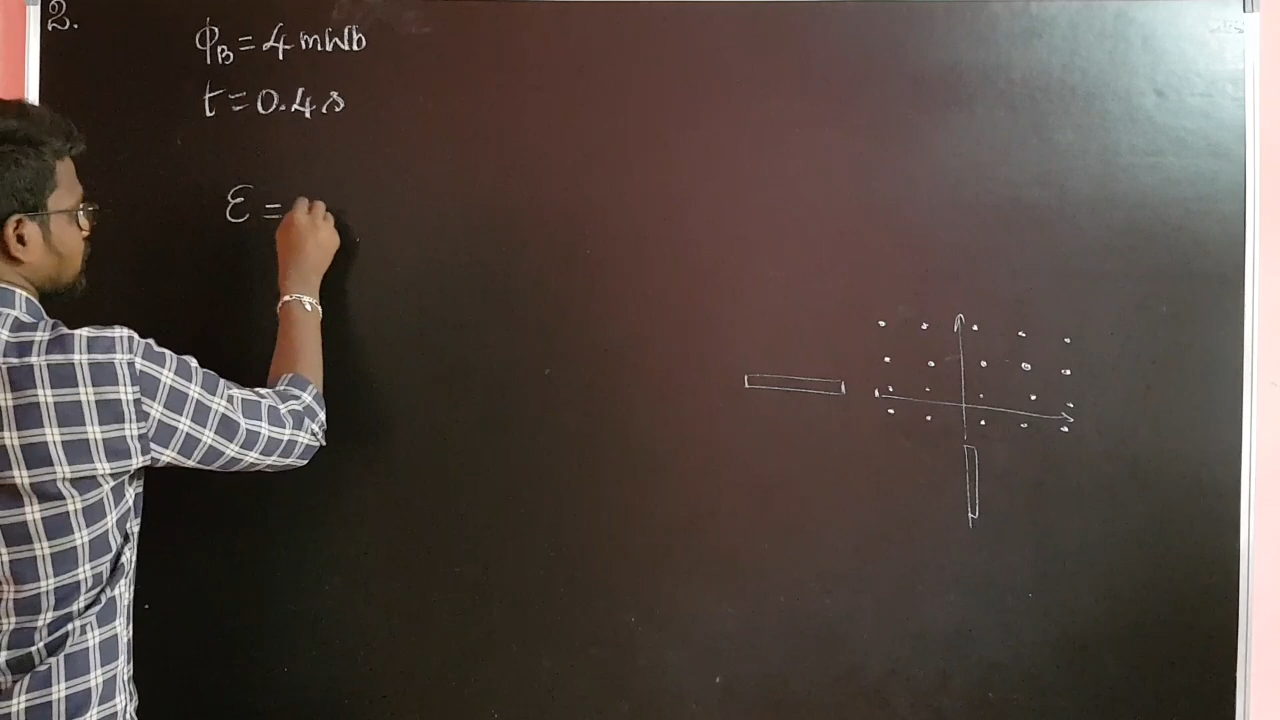 2.
ϕB = 4 mWb
t = 0.4 s
ε =